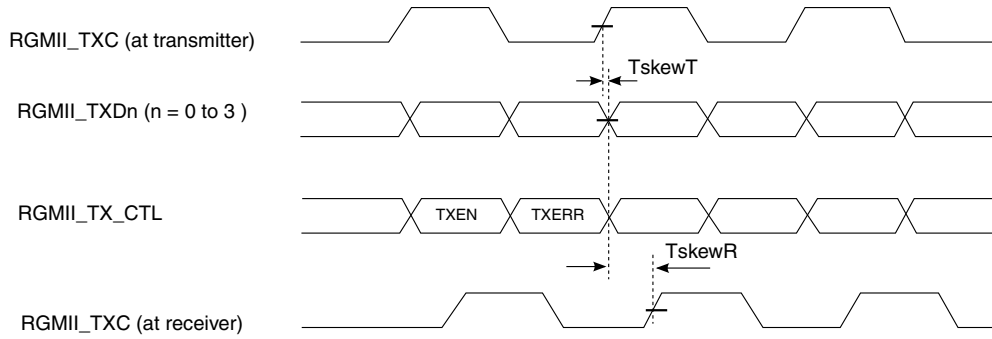 RGMII_TXC (at transmitter)
TskewT
RGMII_TXDn (n = 0 to 3 )
RGMII_TX_CTL
TXEN
TXERR
TskewR
RGMII_TXC (at receiver)